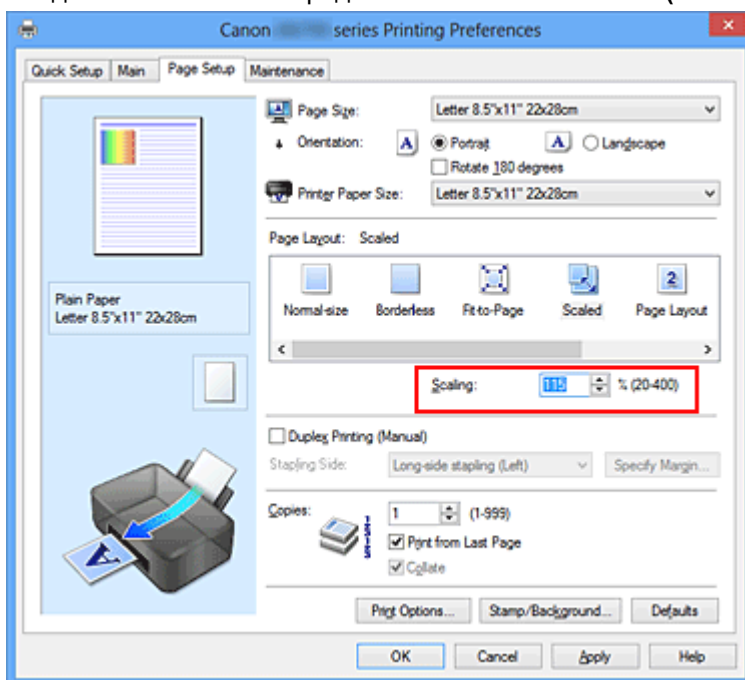 Canon series Printing Preferences
Quick Setup Main Page Setup Maintenance
Page Size: Letter 8.5"x11" 22x28cm
Orientation: A Portrait A Landscape
Rotate 180 degrees
Printer Paper Size: Letter 8.5"x11" 22x28cm
Page Layout: Scaled
Normal-size Borderless Fit-to-Page Scaled Page Layout
Plain Paper
Letter 8.5"x11" 22x28cm
Scaling: 115 % (20-400)
Duplex Printing (Manual)
Stapling Side: Long-side stapling (Left) Specify Margin...
Copies: 1 (1-999)
Print from Last Page
Collate
Print Options... Stamp/Background... Defaults
OK Cancel Apply Help